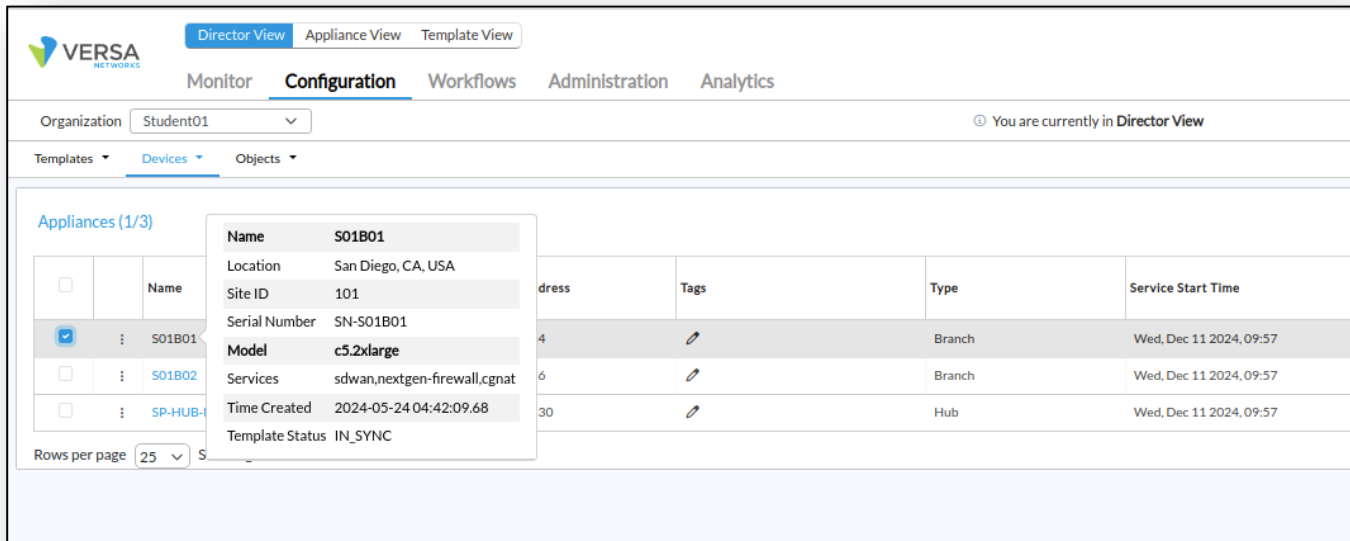 Director View Appliance View Template View
VERSA
NETWORKS
Monitor Configuration Workflows Administration Analytics
Organization Student01 You are currently in Director View
Templates Devices Objects
Appliances (1/3)
Name dress Tags Type Service Start Time
S01B01 4 Branch Wed, Dec 11 2024, 09:57
S01B02 6 Branch Wed, Dec 11 2024, 09:57
SP-HUB- 30 Hub Wed, Dec 11 2024, 09:57
Name S01B01
Location San Diego, CA, USA
Site ID 101
Serial Number SN-S01B01
Model c5.2xlarge
Services sdwan,nextgen-firewall,cgnat
Time Created 2024-05-24 04:42:09.68
Template Status IN_SYNC
Rows per page 25 S